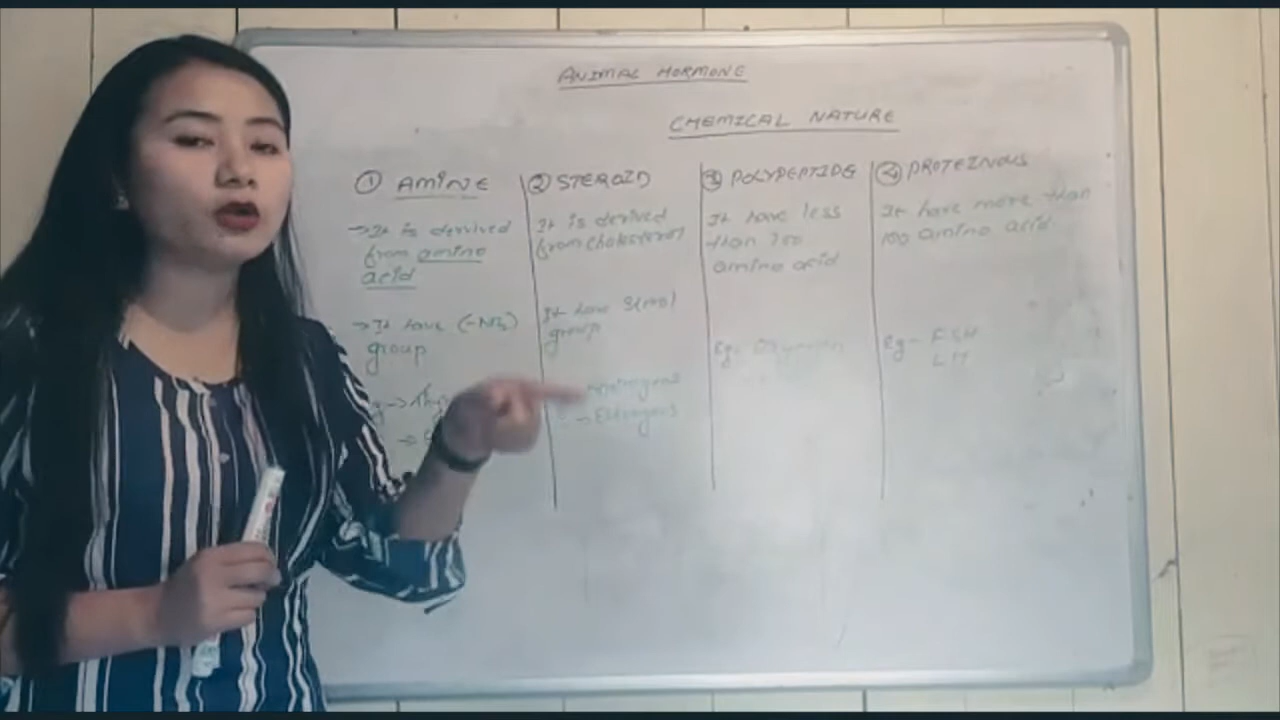 ANIMAL HORMONE
CHEMICAL NATURE
① AMINE
→ It is derived
from amino
acid
→ It have (-NH₂)
group
② STEROID
It is derived
from cholesterol
It have
group
Estrogens
③ POLYPEPTIDE
It have less
than 100
amino acid
Eg-
④ PROTEINOUS
It have more than
100 amino acid
Eg- FSH
LH